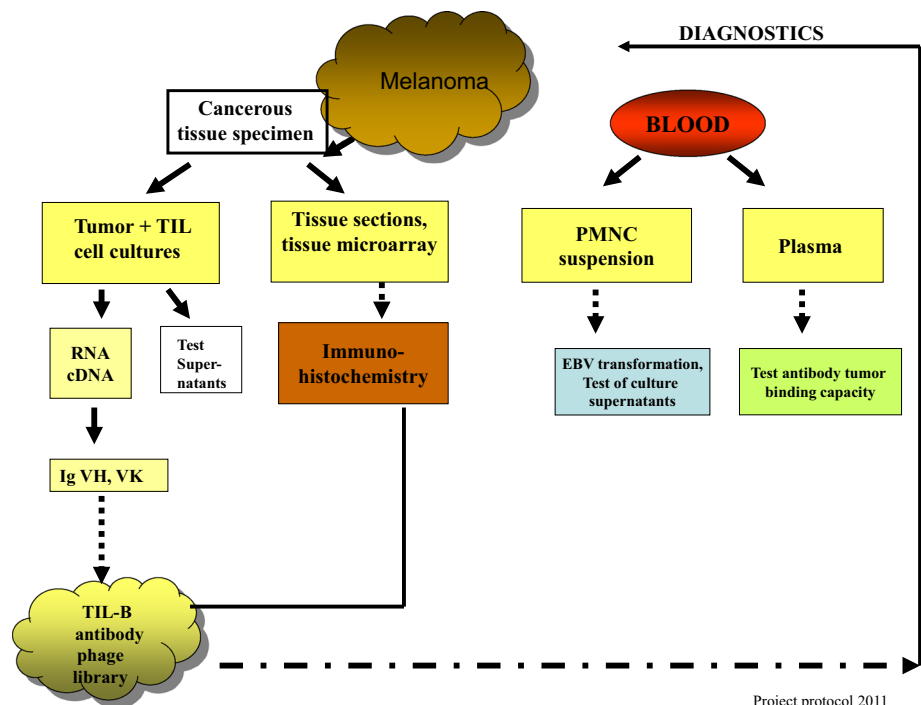 DIAGNOSTICS
Melanoma
Cancerous
tissue specimen
BLOOD
Tumor + TIL
cell cultures
Tissue sections,
tissue microarray
PMNC
suspension
Plasma
RNA
cDNA
Test
Super-
natants
Immuno-
histochemistry
EBV transformation,
Test of culture
supernatants
Test antibody tumor
binding capacity
Ig VH, VK
TIL-B
antibody
phage
library
Project protocol 2011